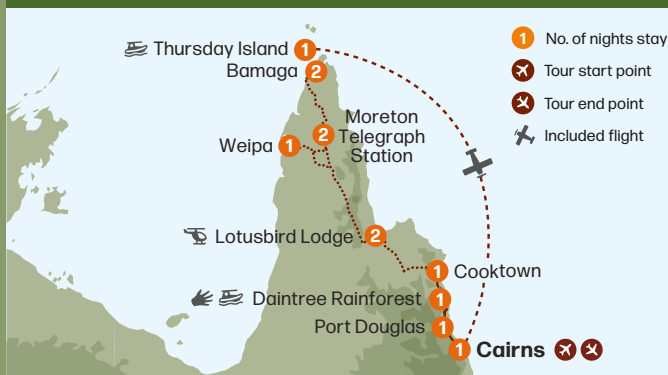 1 No. of nights stay
Tour start point
Tour end point
Included flight
Thursday Island 1
Bamaga 2
Moreton
Telegraph
Station
2
Weipa 1
Lotusbird Lodge 2
1 Cooktown
Daintree Rainforest 1
Port Douglas 1
1 Cairns